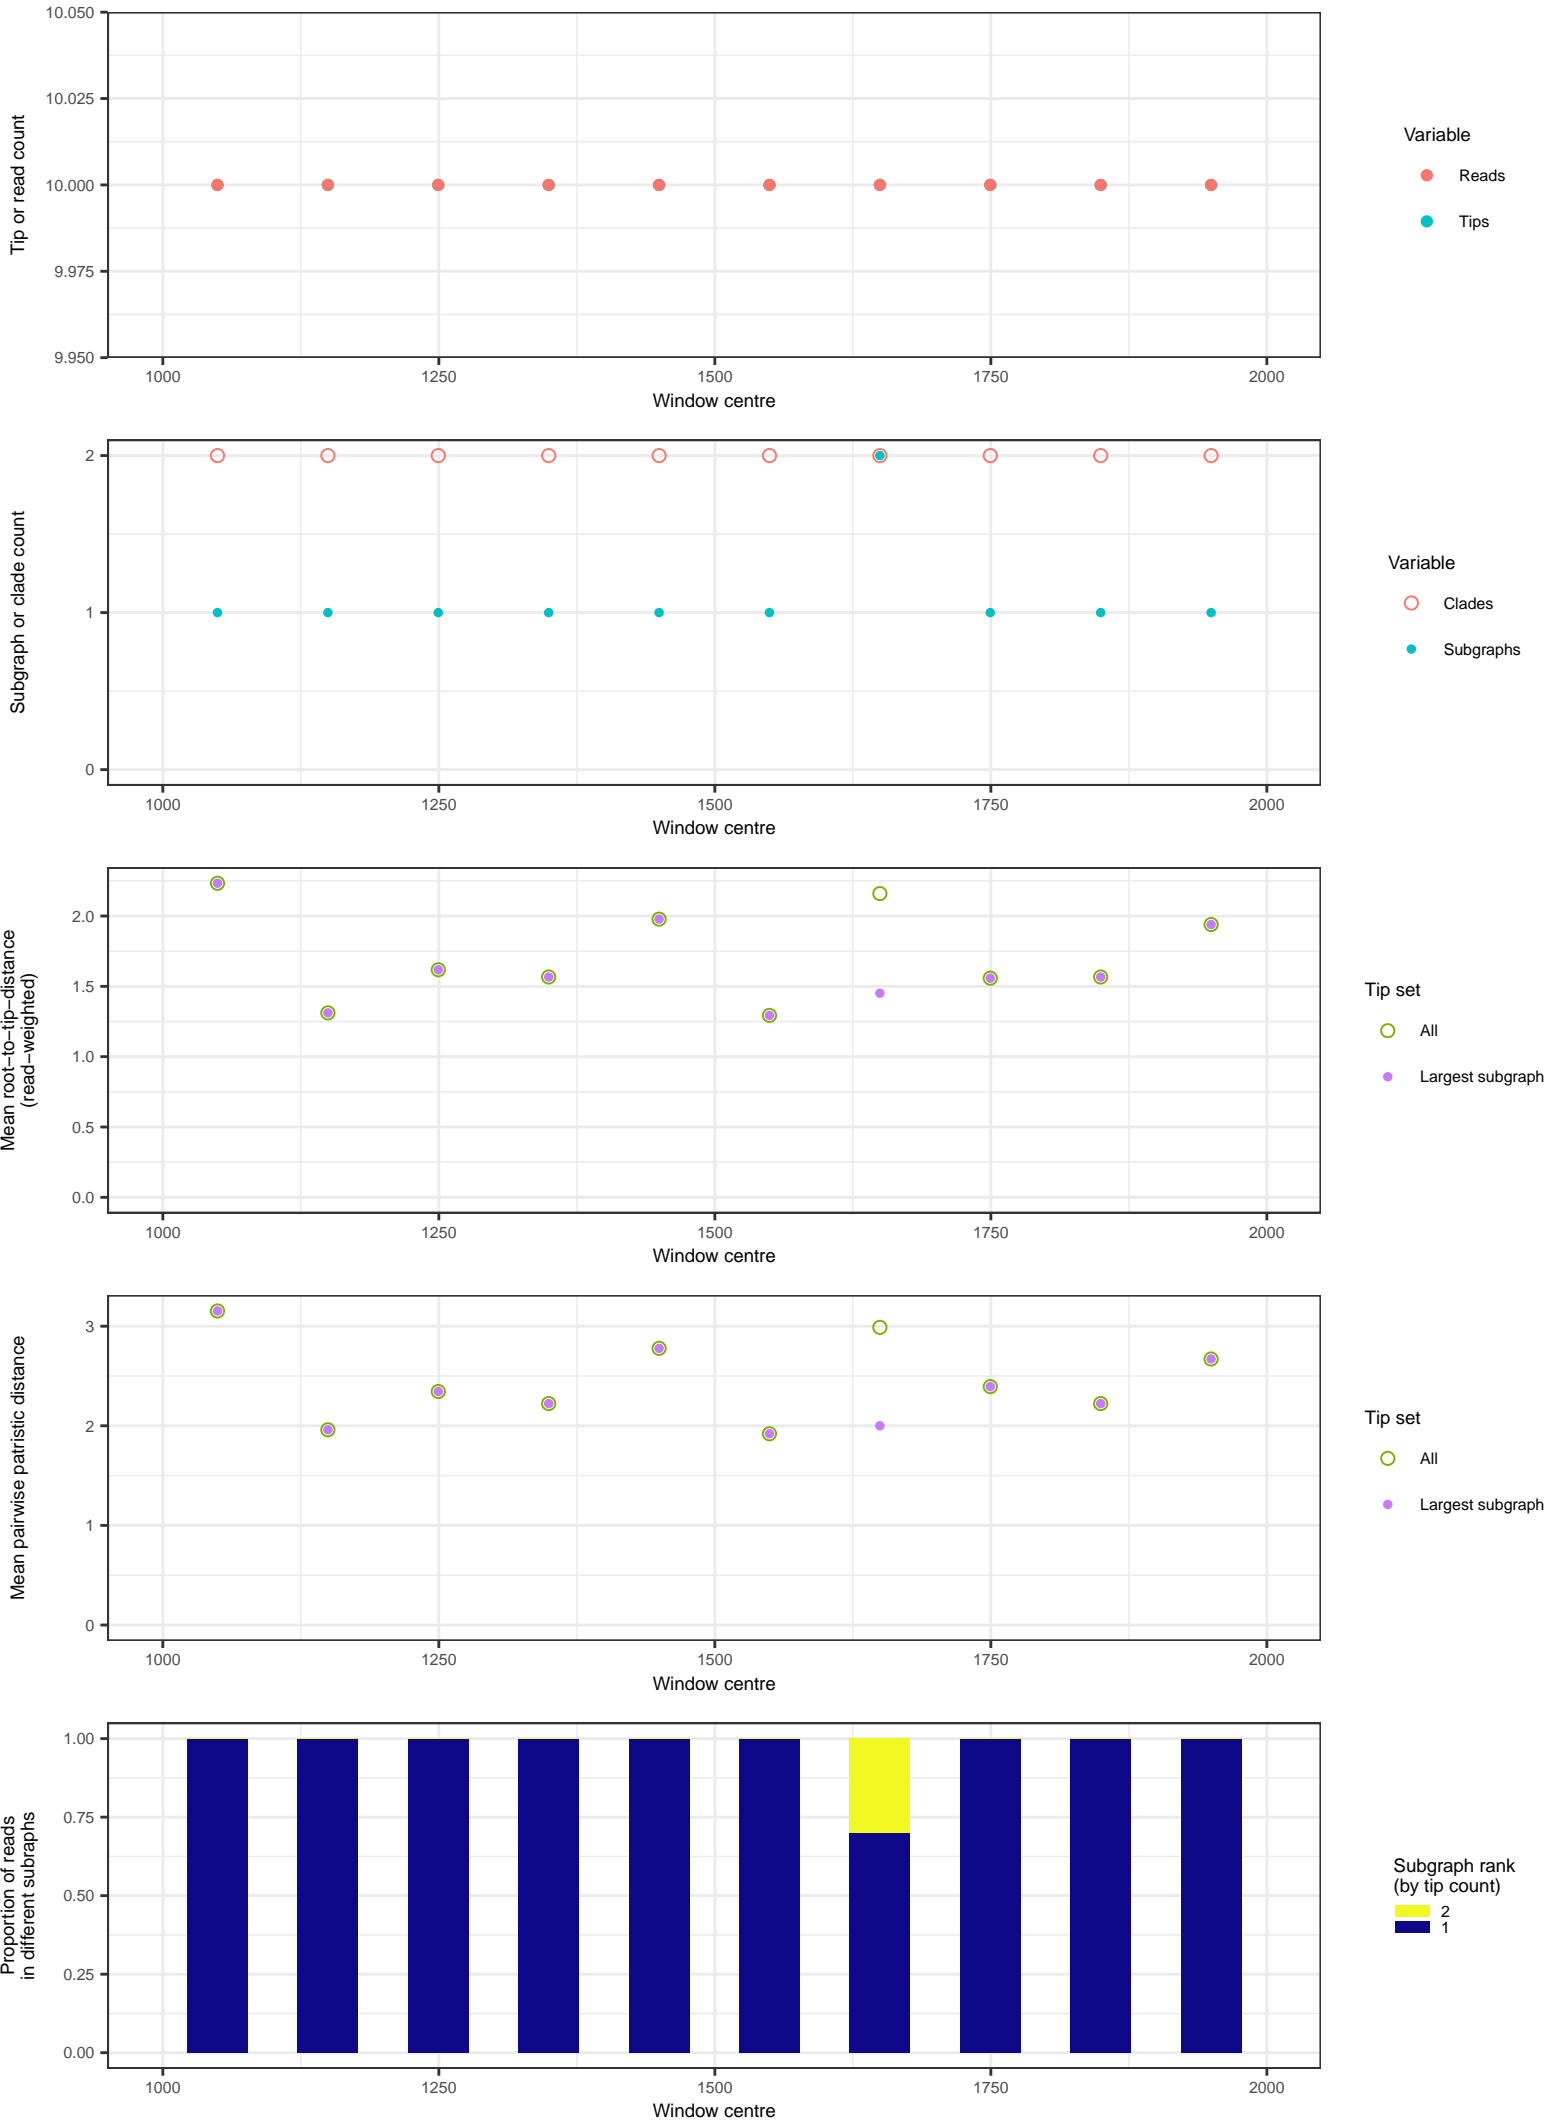 10.050
10.025
10.000
9.975
9.950
Tip or read count
1000 1250 1500 1750 2000
Window centre
Variable
Reads
Tips
2
1
0
Subgraph or clade count
1000 1250 1500 1750 2000
Window centre
Variable
Clades
Subgraphs
2.0
1.5
1.0
0.5
0.0
Mean root−to−tip−distance
(read−weighted)
1000 1250 1500 1750 2000
Window centre
Tip set
All
Largest subgraph
3
2
1
0
Mean pairwise patristic distance
1000 1250 1500 1750 2000
Window centre
Tip set
All
Largest subgraph
1.00
0.75
0.50
0.25
0.00
Proportion of reads
in different subraphs
1000 1250 1500 1750 2000
Window centre
Subgraph rank
(by tip count)
2
1